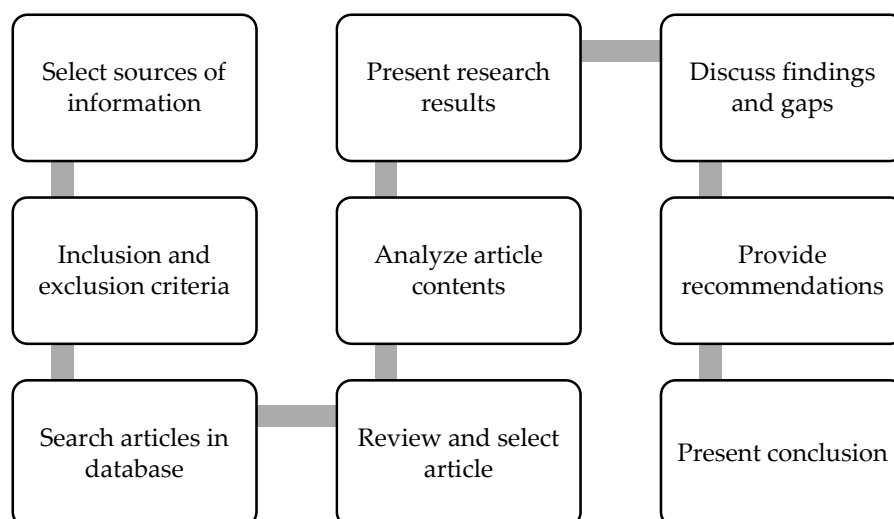 Select sources of
information
Inclusion and
exclusion criteria
Search articles in
database
Review and select
article
Analyze article
contents
Present research
results
Discuss findings
and gaps
Provide
recommendations
Present conclusion